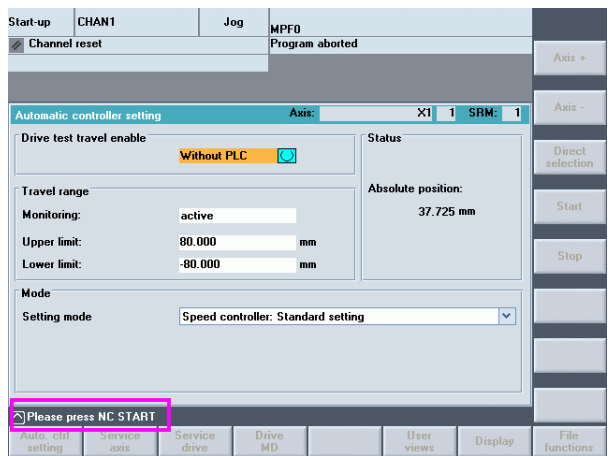 Start-up CHAN1 Jog MPF0
Channel reset Program aborted
Axis +
Automatic controller setting Axis: X1 1 SRM: 1
Axis -
Drive test travel enable Status
Without PLC
Direct selection
Travel range Absolute position:
Monitoring: active 37.725 mm
Start
Upper limit: 80.000 mm
Lower limit: -80.000 mm
Stop
Mode
Setting mode Speed controller: Standard setting
Please press NC START
Auto. ctrl setting Service axis Service drive Drive MD User views Display File functions